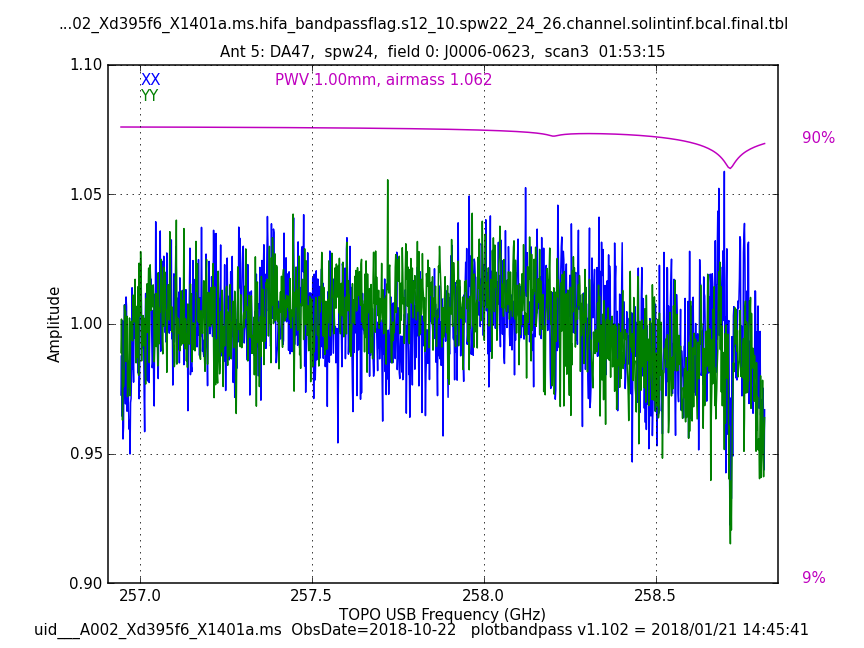 ...02_Xd395f6_X1401a.ms.hifa_bandpassflag.s12_10.spw22_24_26.channel.solintinf.bcal.final.tbl
Ant 5: DA47, spw24, field 0: J0006-0623, scan3 01:53:15
1.10
XX
PWV 1.00mm, airmass 1.062
YY
90%
1.05
1.00
Amplitude
0.95
0.90
9%
257.0
257.5
258.0
258.5
TOPO USB Frequency (GHz)
uid___A002_Xd395f6_X1401a.ms ObsDate=2018-10-22 plotbandpass v1.102 = 2018/01/21 14:45:41